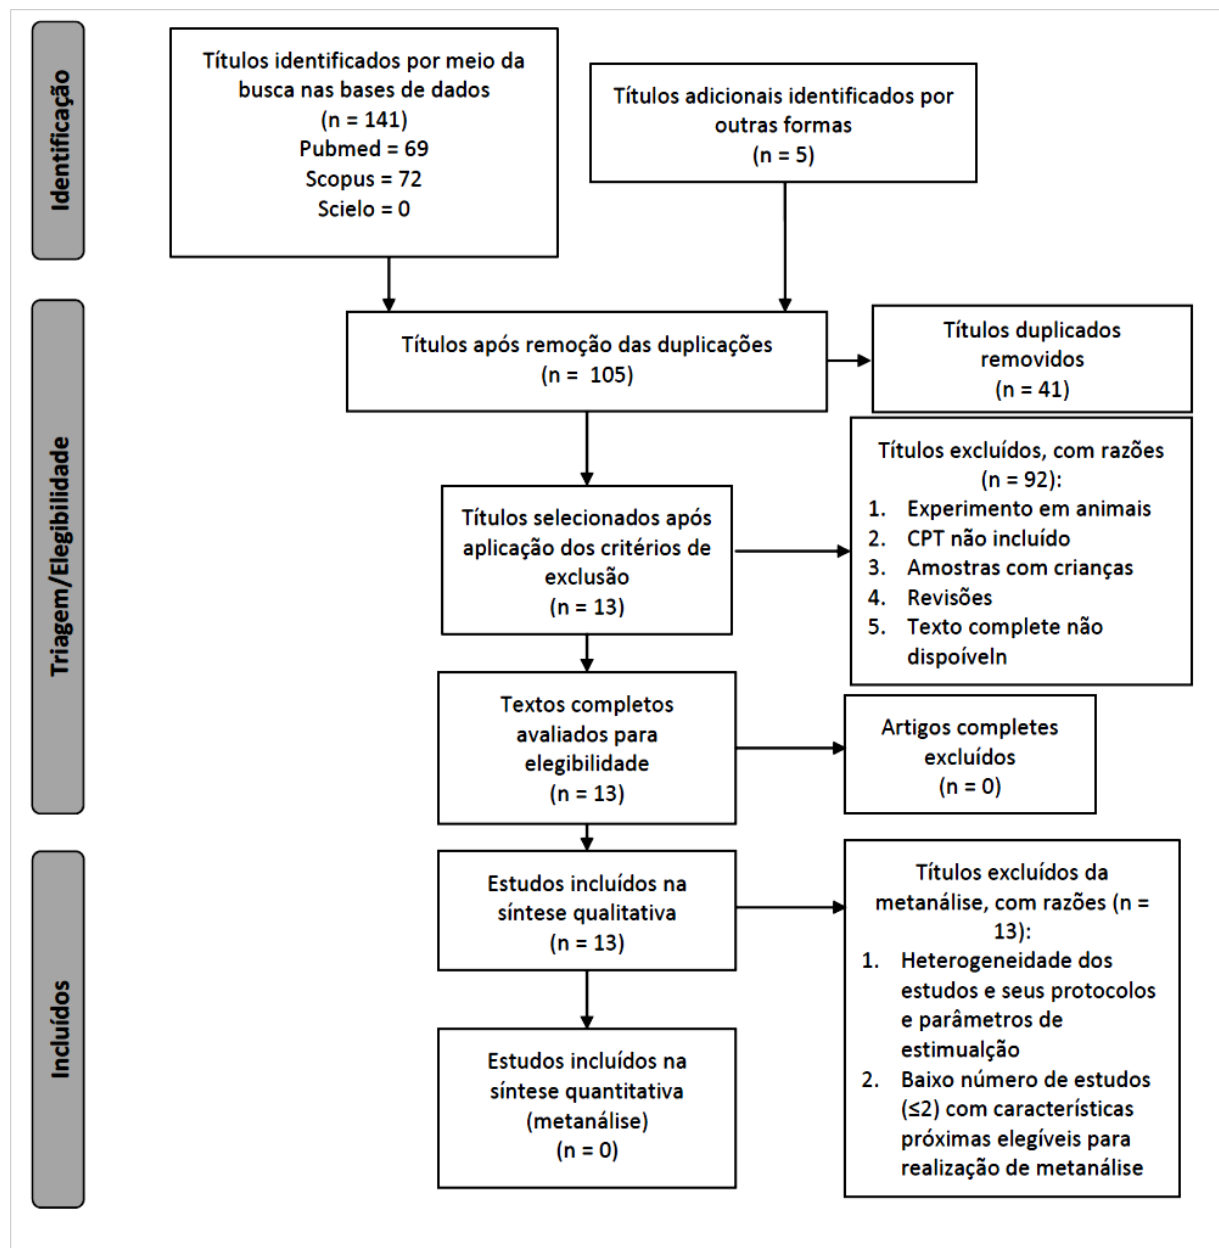 Identificação
Títulos identificados por meio da
busca nas bases de dados
(n = 141)
Pubmed = 69
Scopus = 72
Scielo = 0
Títulos adicionais identificados por
outras formas
(n = 5)
Triagem/Elegibilidade
Títulos após remoção das duplicações
(n = 105)
Títulos duplicados
removidos
(n = 41)
Títulos selecionados após
aplicação dos critérios de
exclusão
(n = 13)
Títulos excluídos, com razões
(n = 92):
1. Experimento em animais
2. CPT não incluído
3. Amostras com crianças
4. Revisões
5. Texto complete não
dispoíveln
Textos completos
avaliados para
elegibilidade
(n = 13)
Artigos completes
excluídos
(n = 0)
Incluídos
Estudos incluídos na
síntese qualitativa
(n = 13)
Títulos excluídos da
metanálise, com razões (n =
13):
1. Heterogeneidade dos
estudos e seus protocolos
e parâmetros de
estimualção
2. Baixo número de estudos
(≤2) com características
próximas elegíveis para
realização de metanálise
Estudos incluídos na
síntese quantitativa
(metanálise)
(n = 0)